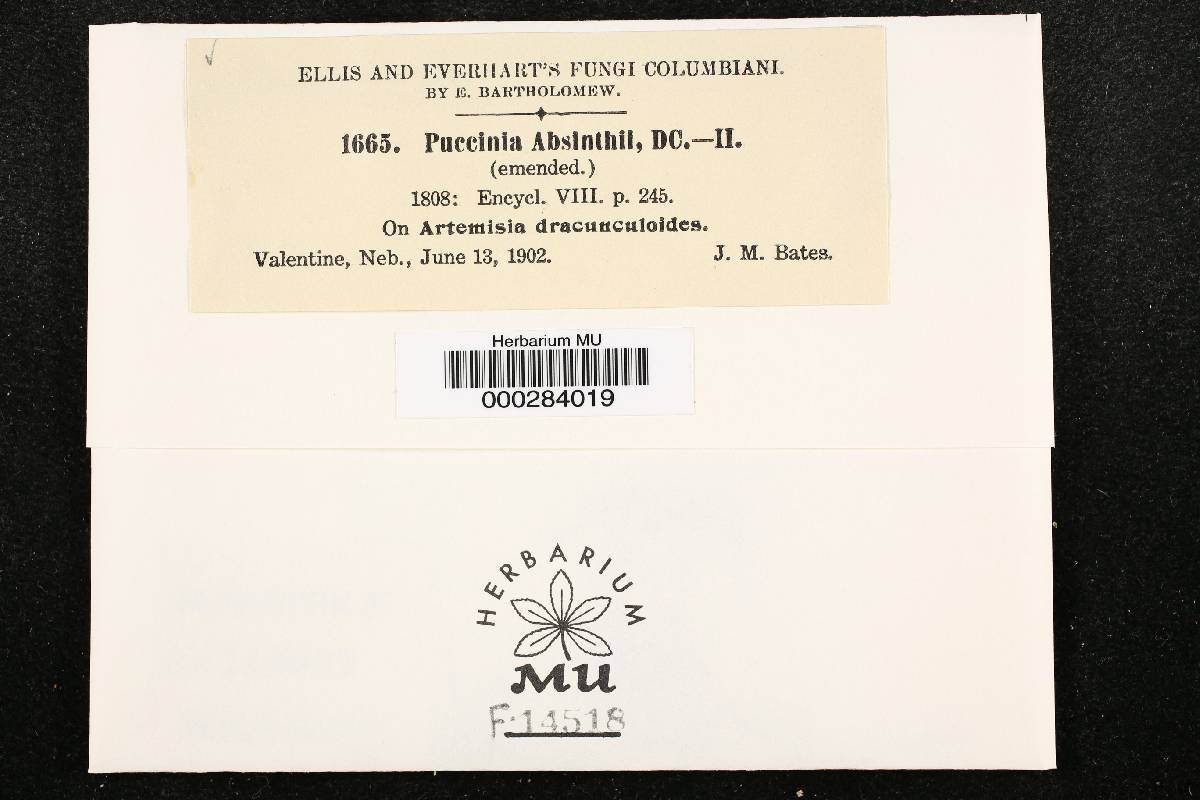 ELLIS AND EVERHART'S FUNGI COLUMBIANI.
BY E. BARTHOLOMEW.
1665. Puccinia Absinthii, DC.—II.
(emended.)
1808: Encycl. VIII. p. 245.
On Artemisia dracunculoides.
Valentine, Neb., June 13, 1902. J. M. Bates.
Herbarium MU
000284019
HERBARIUM
MU
F·14518